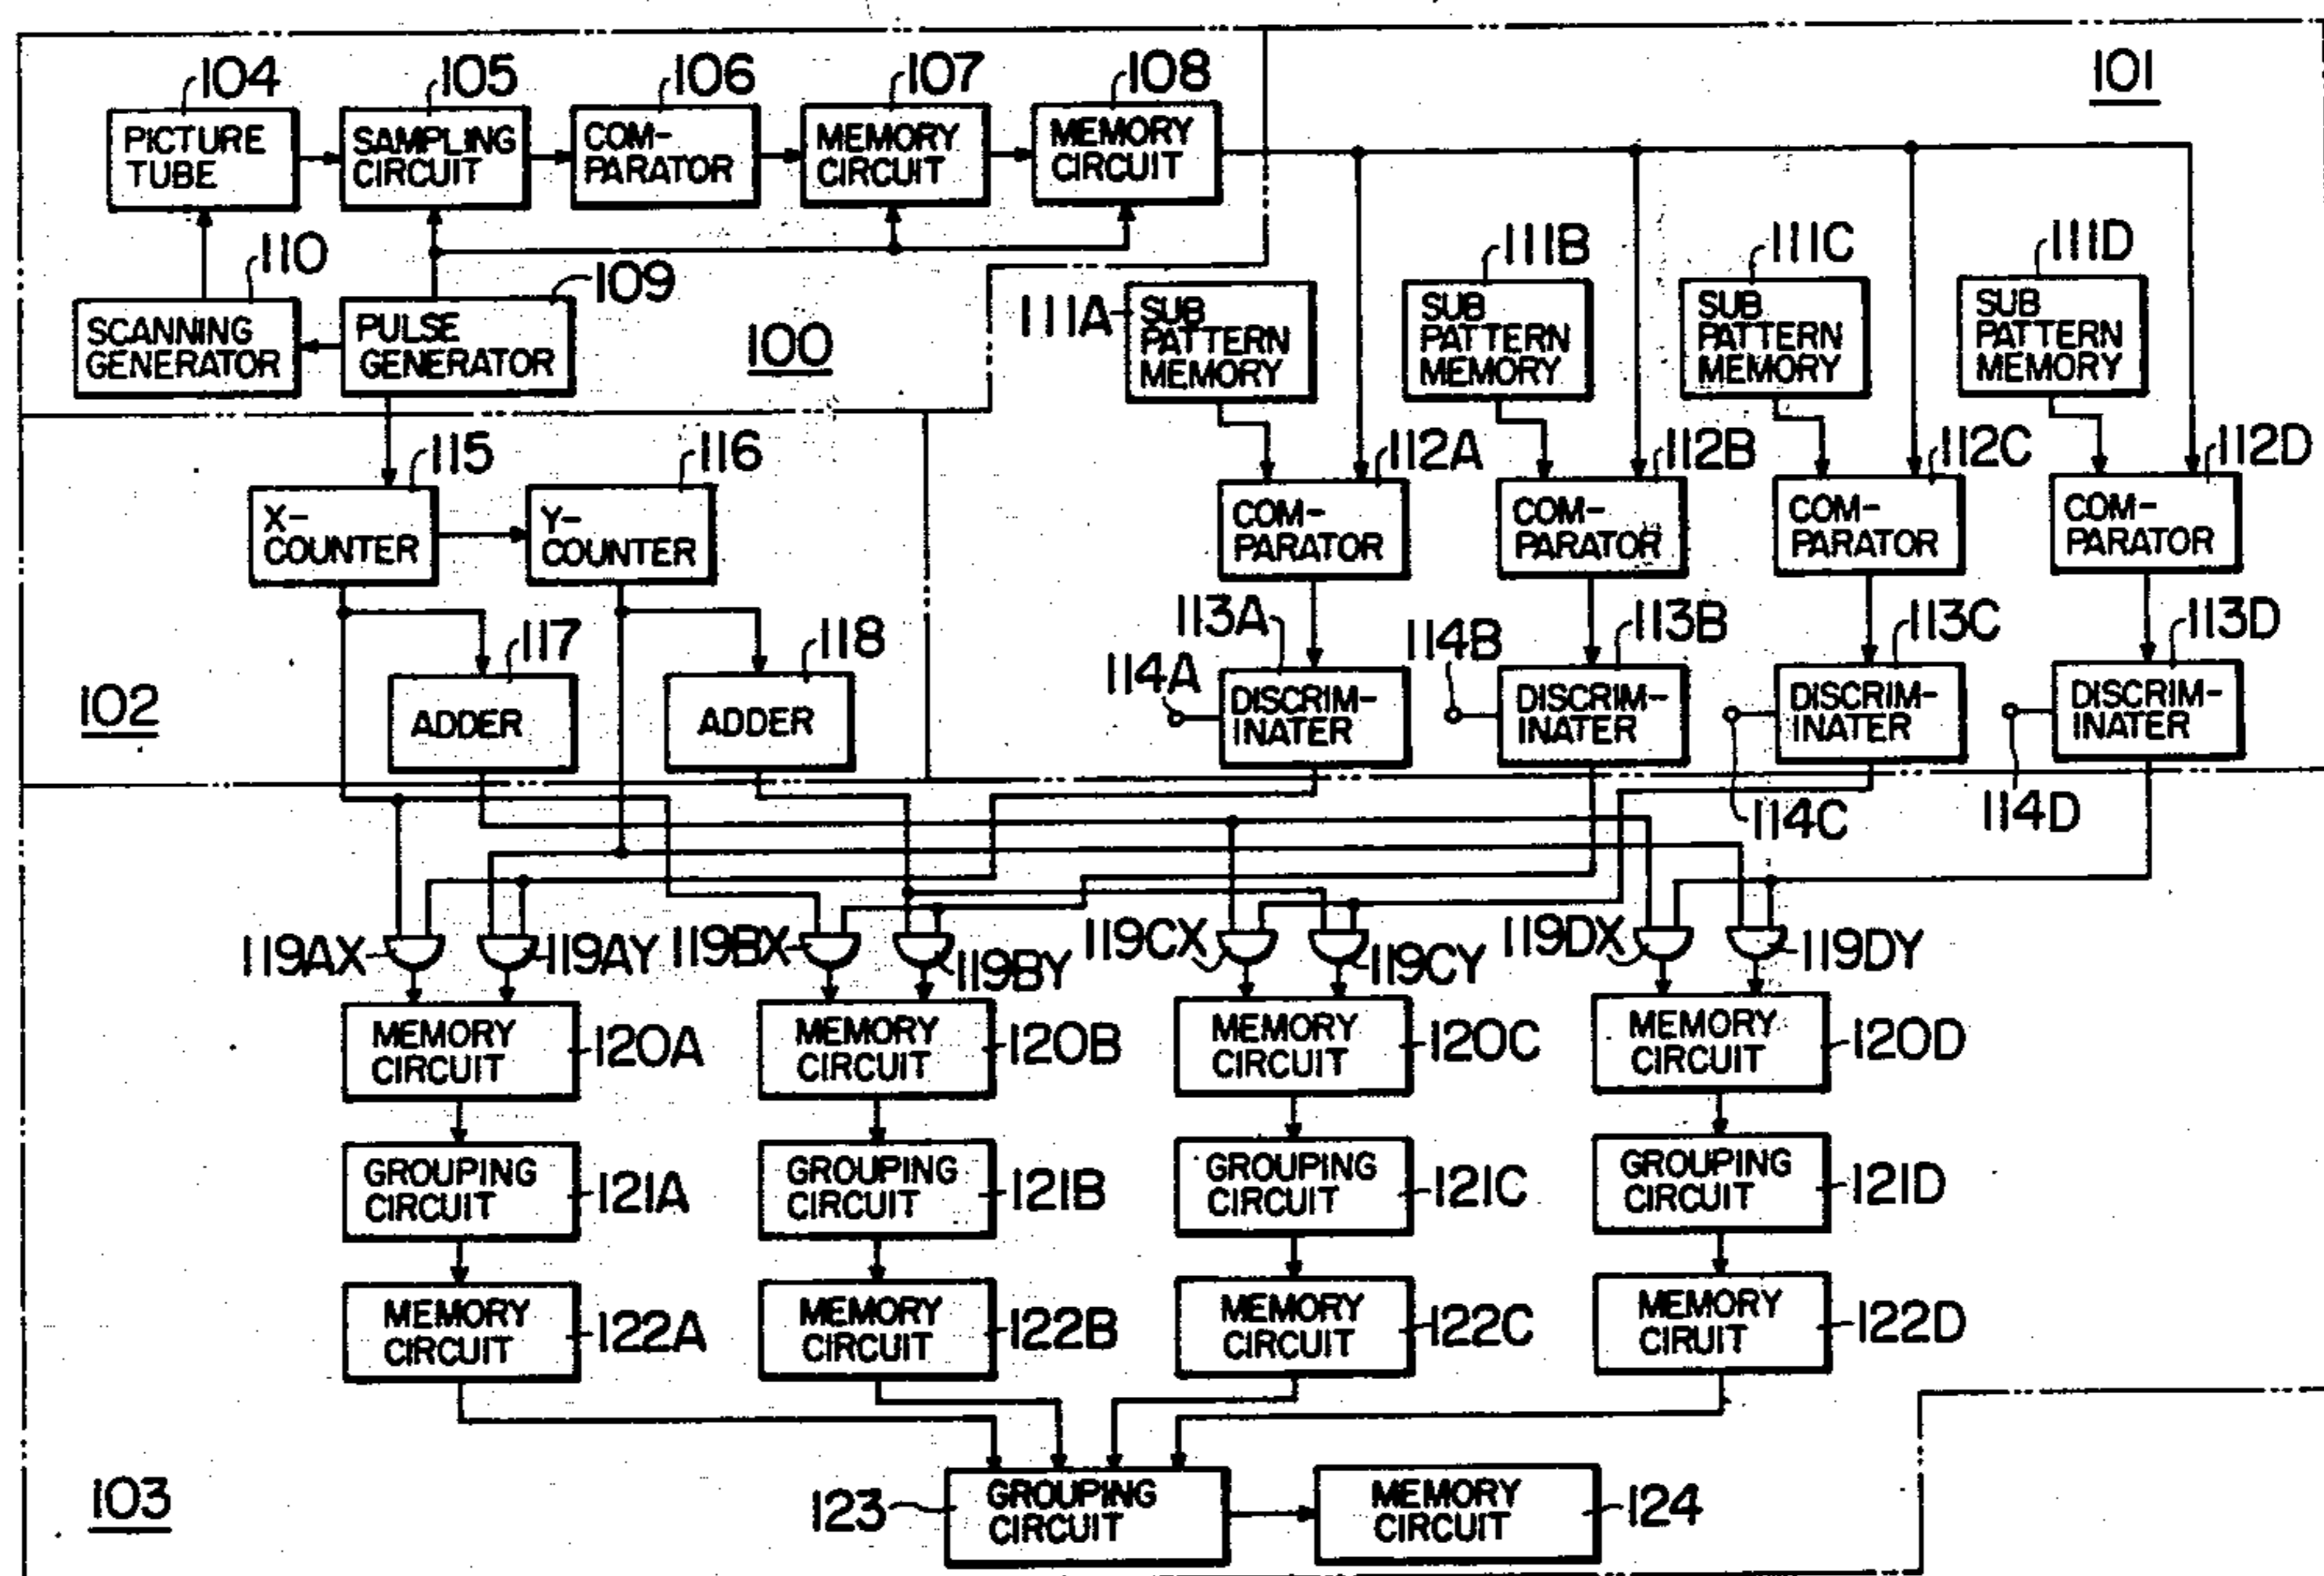 104
105
106
107
108
101
PICTURE
TUBE
SAMPLING
CIRCUIT
COM-
PARATOR
MEMORY
CIRCUIT
MEMORY
CIRCUIT
110
109
100
SCANNING
GENERATOR
PULSE
GENERATOR
111A
SUB
PATTERN
MEMORY
111B
SUB
PATTERN
MEMORY
111C
SUB
PATTERN
MEMORY
111D
SUB
PATTERN
MEMORY
115
116
X-
COUNTER
Y-
COUNTER
112A
112B
112C
112D
COM-
PARATOR
COM-
PARATOR
COM-
PARATOR
COM-
PARATOR
102
117
118
ADDER
ADDER
113A
113B
113C
113D
114A
114B
DISCRIM-
INATER
DISCRIM-
INATER
DISCRIM-
INATER
DISCRIM-
INATER
114C
114D
119AX
119AY
119BX
119BY
119CX
119CY
119DX
119DY
MEMORY
CIRCUIT
120A
MEMORY
CIRCUIT
120B
MEMORY
CIRCUIT
120C
MEMORY
CIRCUIT
120D
GROUPING
CIRCUIT
121A
GROUPING
CIRCUIT
121B
GROUPING
CIRCUIT
121C
GROUPING
CIRCUIT
121D
MEMORY
CIRCUIT
122A
MEMORY
CIRCUIT
122B
MEMORY
CIRCUIT
122C
MEMORY
CIRUIT
122D
103
123
GROUPING
CIRCUIT
MEMORY
CIRCUIT
124